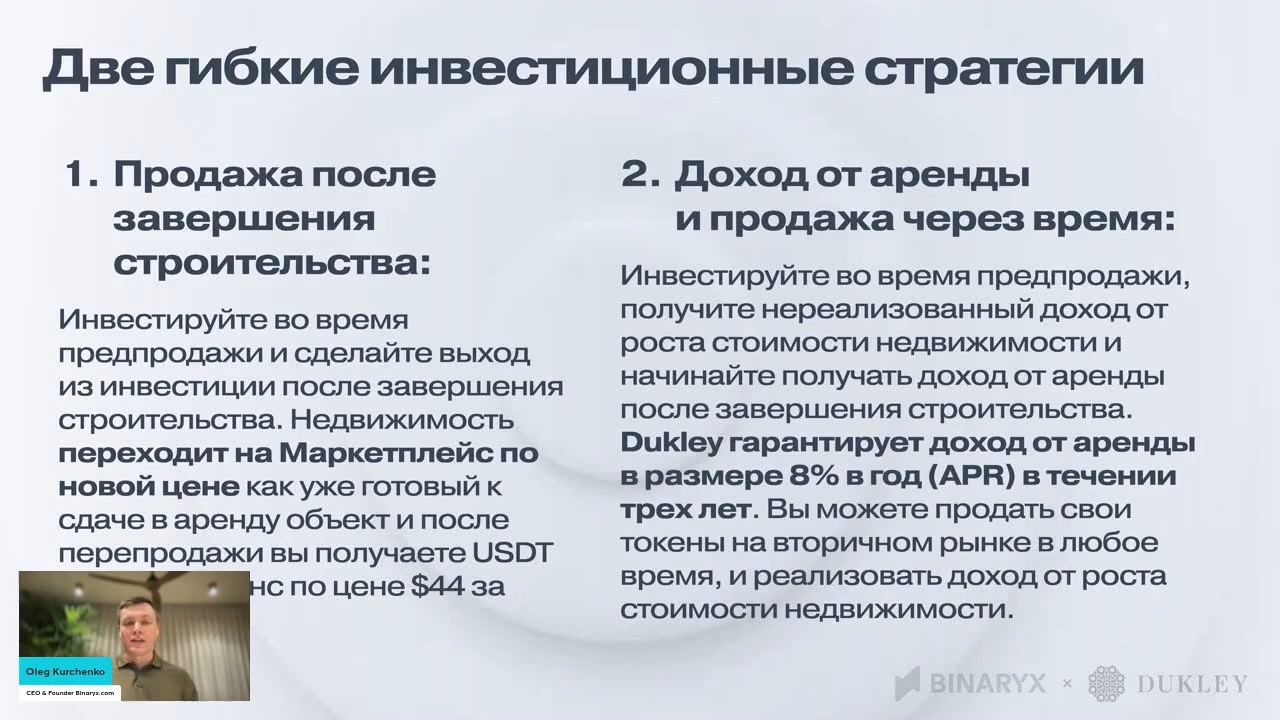 Две гибкие инвестиционные стратегии
1. Продажа после
завершения
строительства:
Инвестируйте во время
предпродажи и сделайте выход
из инвестиции после завершения
строительства. Недвижимость
переходит на Маркетплейс по
новой цене как уже готовый к
сдаче в аренду объект и после
перепродажи вы получаете USDT
нс по цене $44 за
2. Доход от аренды
и продажа через время:
Инвестируйте во время предпродажи,
получите нереализованный доход от
роста стоимости недвижимости и
начинайте получать доход от аренды
после завершения строительства.
Dukley гарантирует доход от аренды
в размере 8% в год (APR) в течении
трех лет. Вы можете продать свои
токены на вторичном рынке в любое
время, и реализовать доход от роста
стоимости недвижимости.
Oleg Kurchenko
CEO & Founder Binaryx.com
BINARYX × DUKLEY